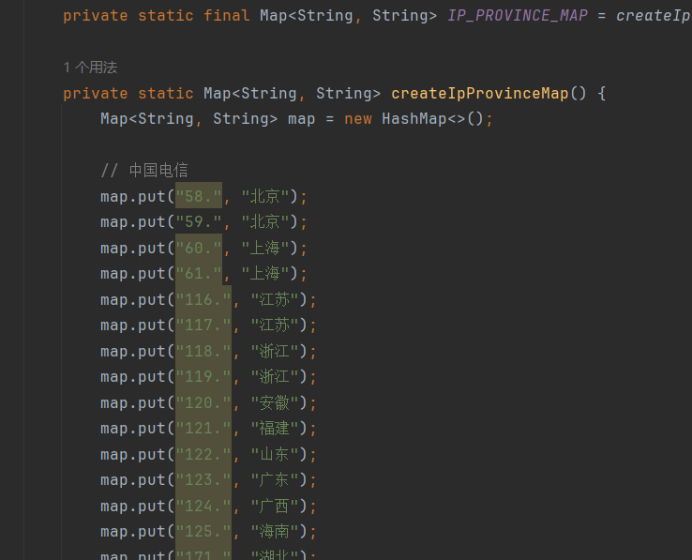 private static final Map<String, String> IP_PROVINCE_MAP = createIp
1 个用法
private static Map<String, String> createIpProvinceMap() {
Map<String, String> map = new HashMap<>();
// 中国电信
map.put("58.", "北京");
map.put("59.", "北京");
map.put("60.", "上海");
map.put("61.", "上海");
map.put("116.", "江苏");
map.put("117.", "江苏");
map.put("118.", "浙江");
map.put("119.", "浙江");
map.put("120.", "安徽");
map.put("121.", "福建");
map.put("122.", "山东");
map.put("123.", "广东");
map.put("124.", "广西");
map.put("125.", "海南");
map.put("171.", "湖北");